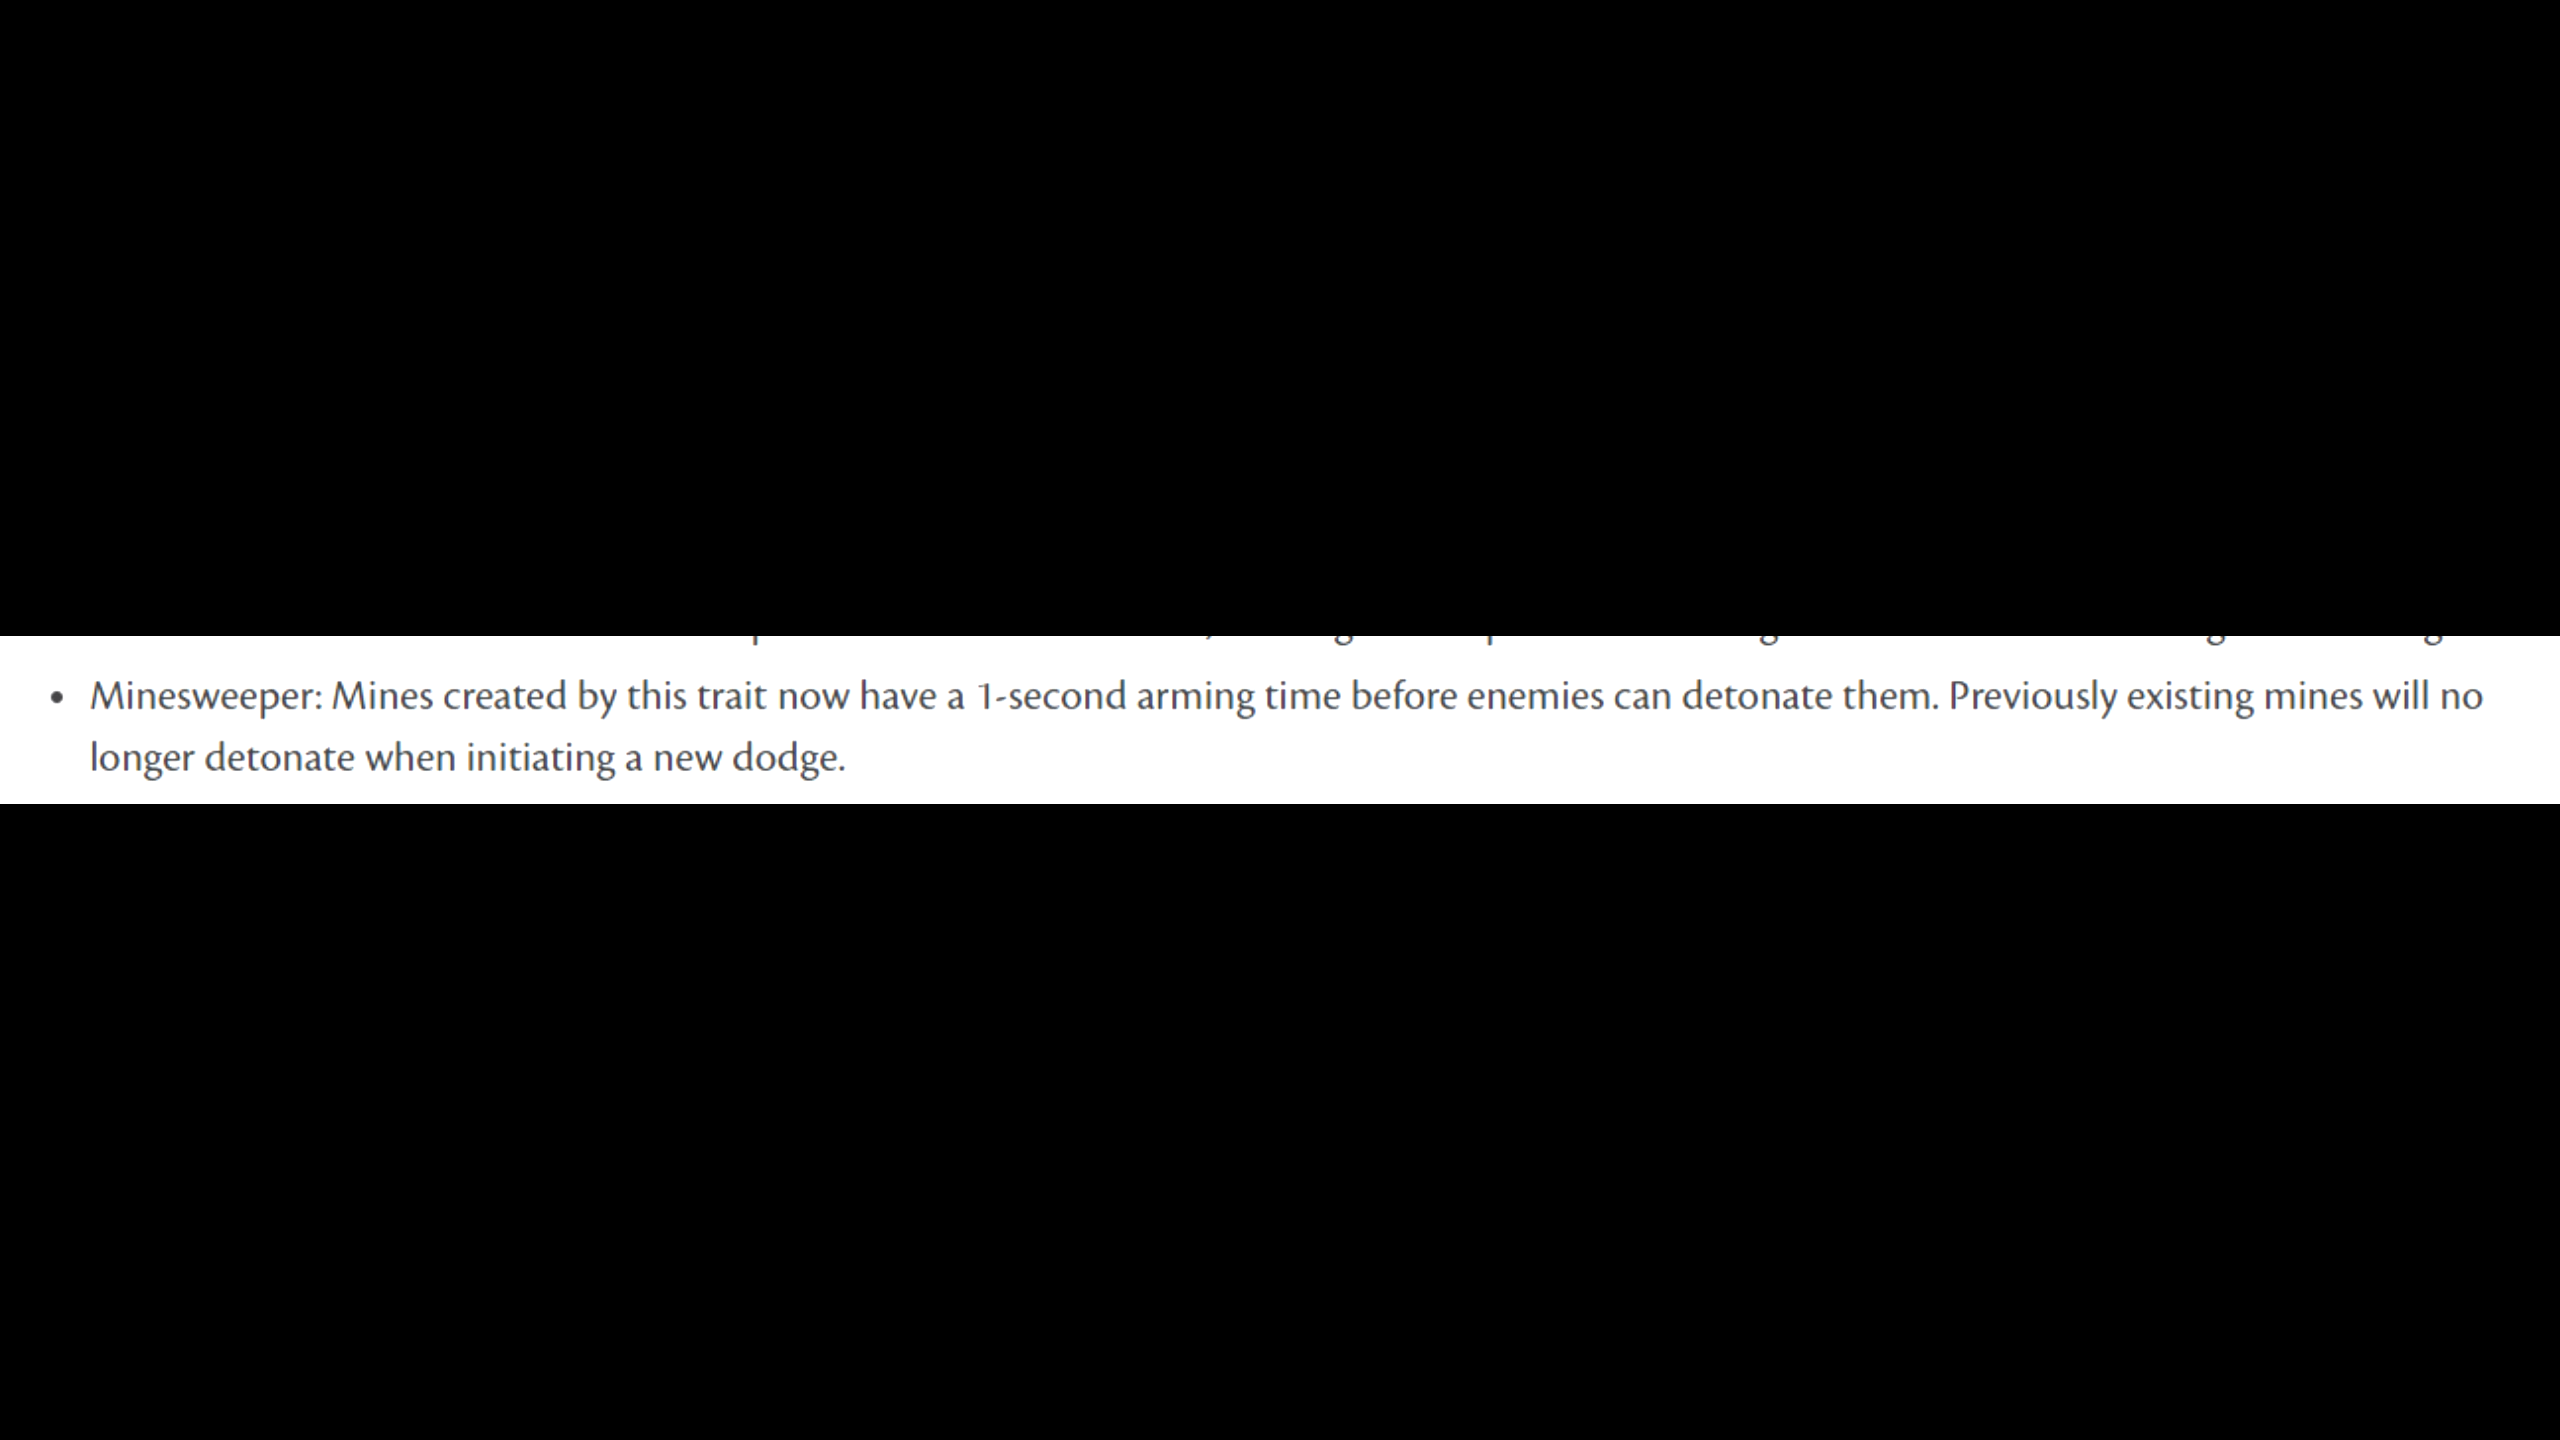 • Minesweeper: Mines created by this trait now have a 1-second arming time before enemies can detonate them. Previously existing mines will no
longer detonate when initiating a new dodge.